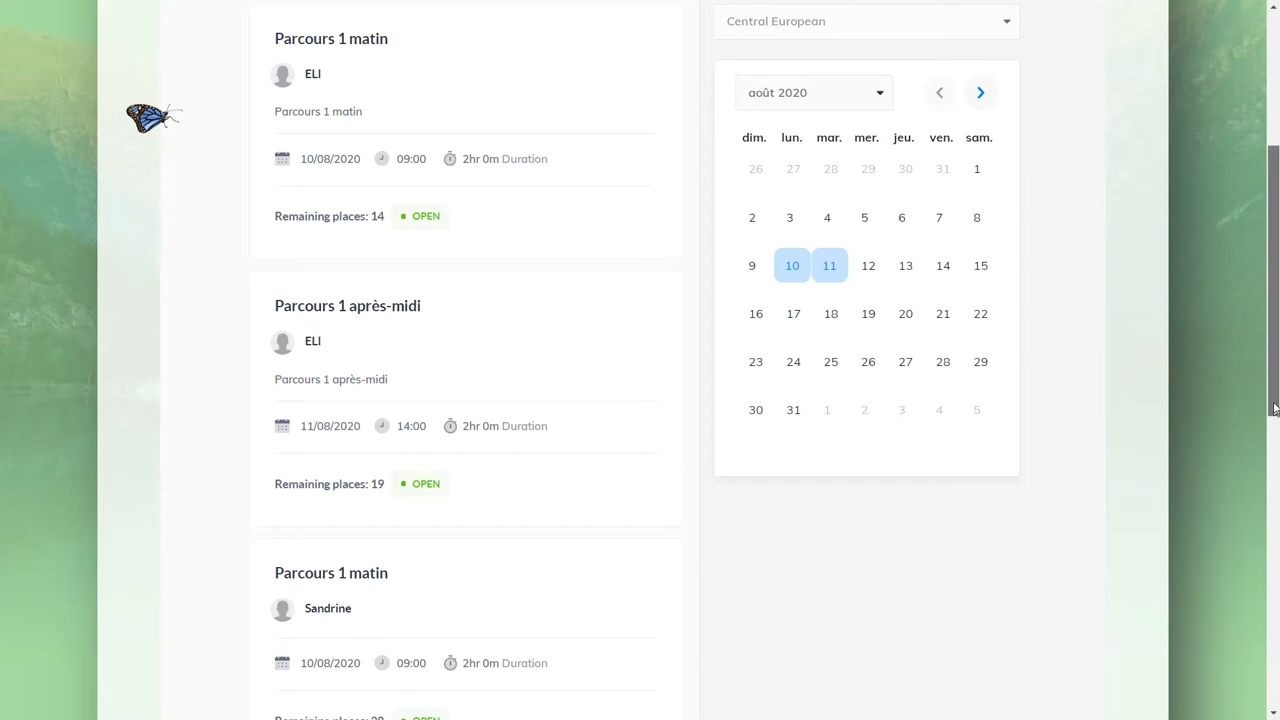 Parcours 1 matin
ELI
Parcours 1 matin
10/08/2020 09:00 2hr 0m Duration
Remaining places: 14 OPEN
Parcours 1 après-midi
ELI
Parcours 1 après-midi
11/08/2020 14:00 2hr 0m Duration
Remaining places: 19 OPEN
Parcours 1 matin
Sandrine
10/08/2020 09:00 2hr 0m Duration
Central European
août 2020
dim. lun. mar. mer. jeu. ven. sam.
26 27 28 29 30 31 1
2 3 4 5 6 7 8
9 10 11 12 13 14 15
16 17 18 19 20 21 22
23 24 25 26 27 28 29
30 31 1 2 3 4 5